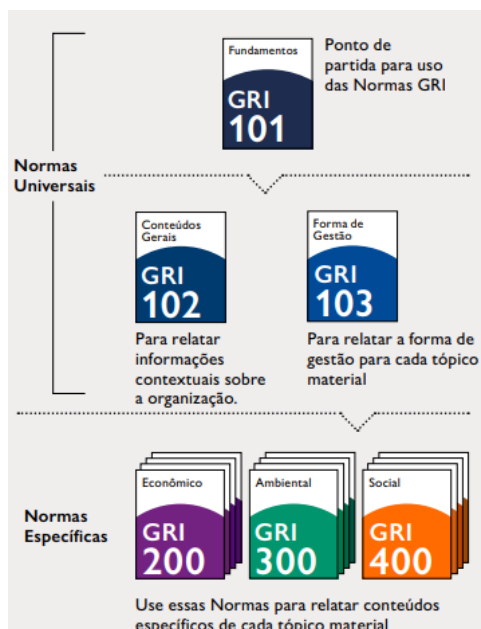 Fundamentos
GRI
101
Ponto de
partida para uso
das Normas GRI
Normas
Universais
Conteúdos
Gerais
GRI
102
Para relatar
informações
contextuais sobre
a organização.
Forma de
Gestão
GRI
103
Para relatar a forma de
gestão para cada tópico
material
Normas
Específicas
Econômico
GRI
200
Ambiental
GRI
300
Social
GRI
400
Use essas Normas para relatar conteúdos
específicos de cada tópico material